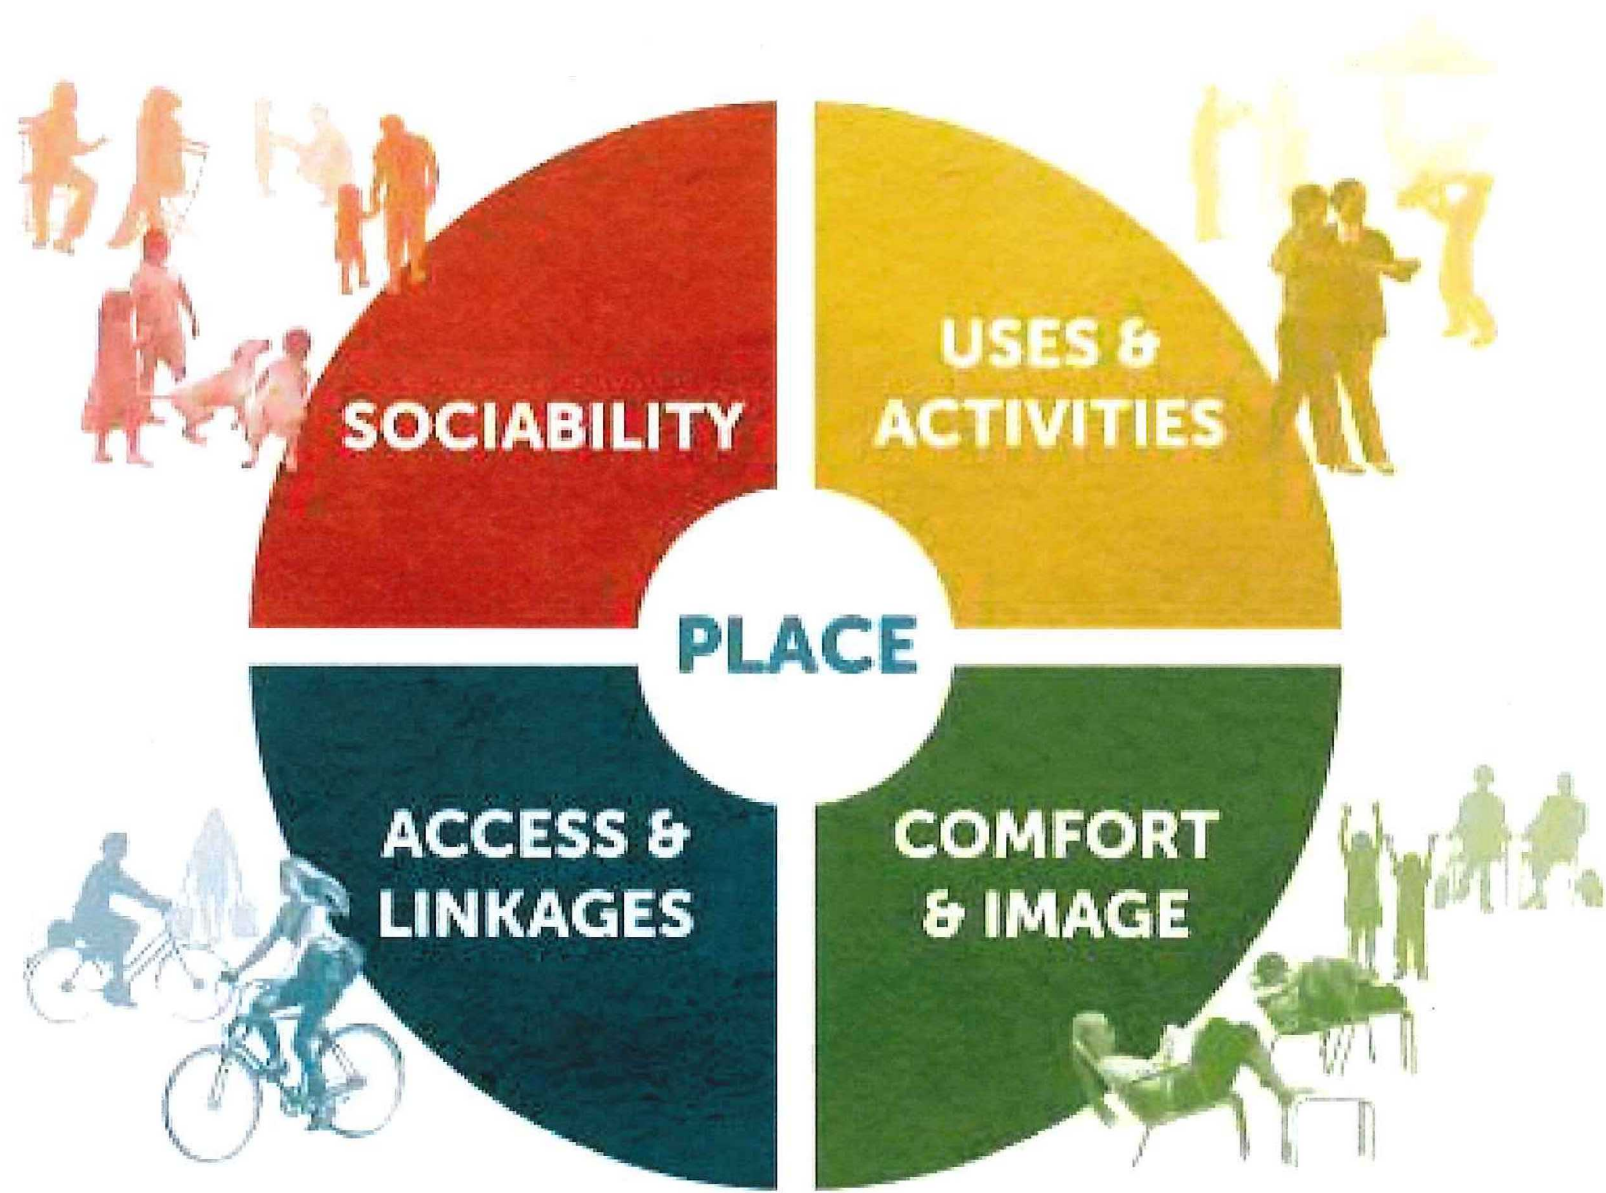 SOCIABILITY
USES &
ACTIVITIES
PLACE
ACCESS &
LINKAGES
COMFORT
& IMAGE